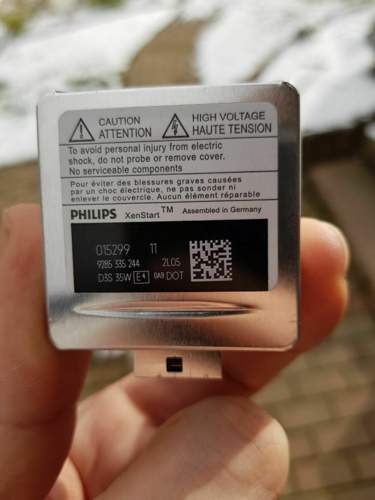 CAUTION
ATTENTION
HIGH VOLTAGE
HAUTE TENSION
To avoid personal injury from electric
shock, do not probe or remove cover.
No serviceable components
Pour éviter des blessures graves causées
par un choc électrique, ne pas sonder ni
enlever le couvercle. Aucun élément réparable
PHILIPS XenStart™ Assembled in Germany
015299 11
9285 335 244 2L05
D3S 35W E4 0A9 DOT